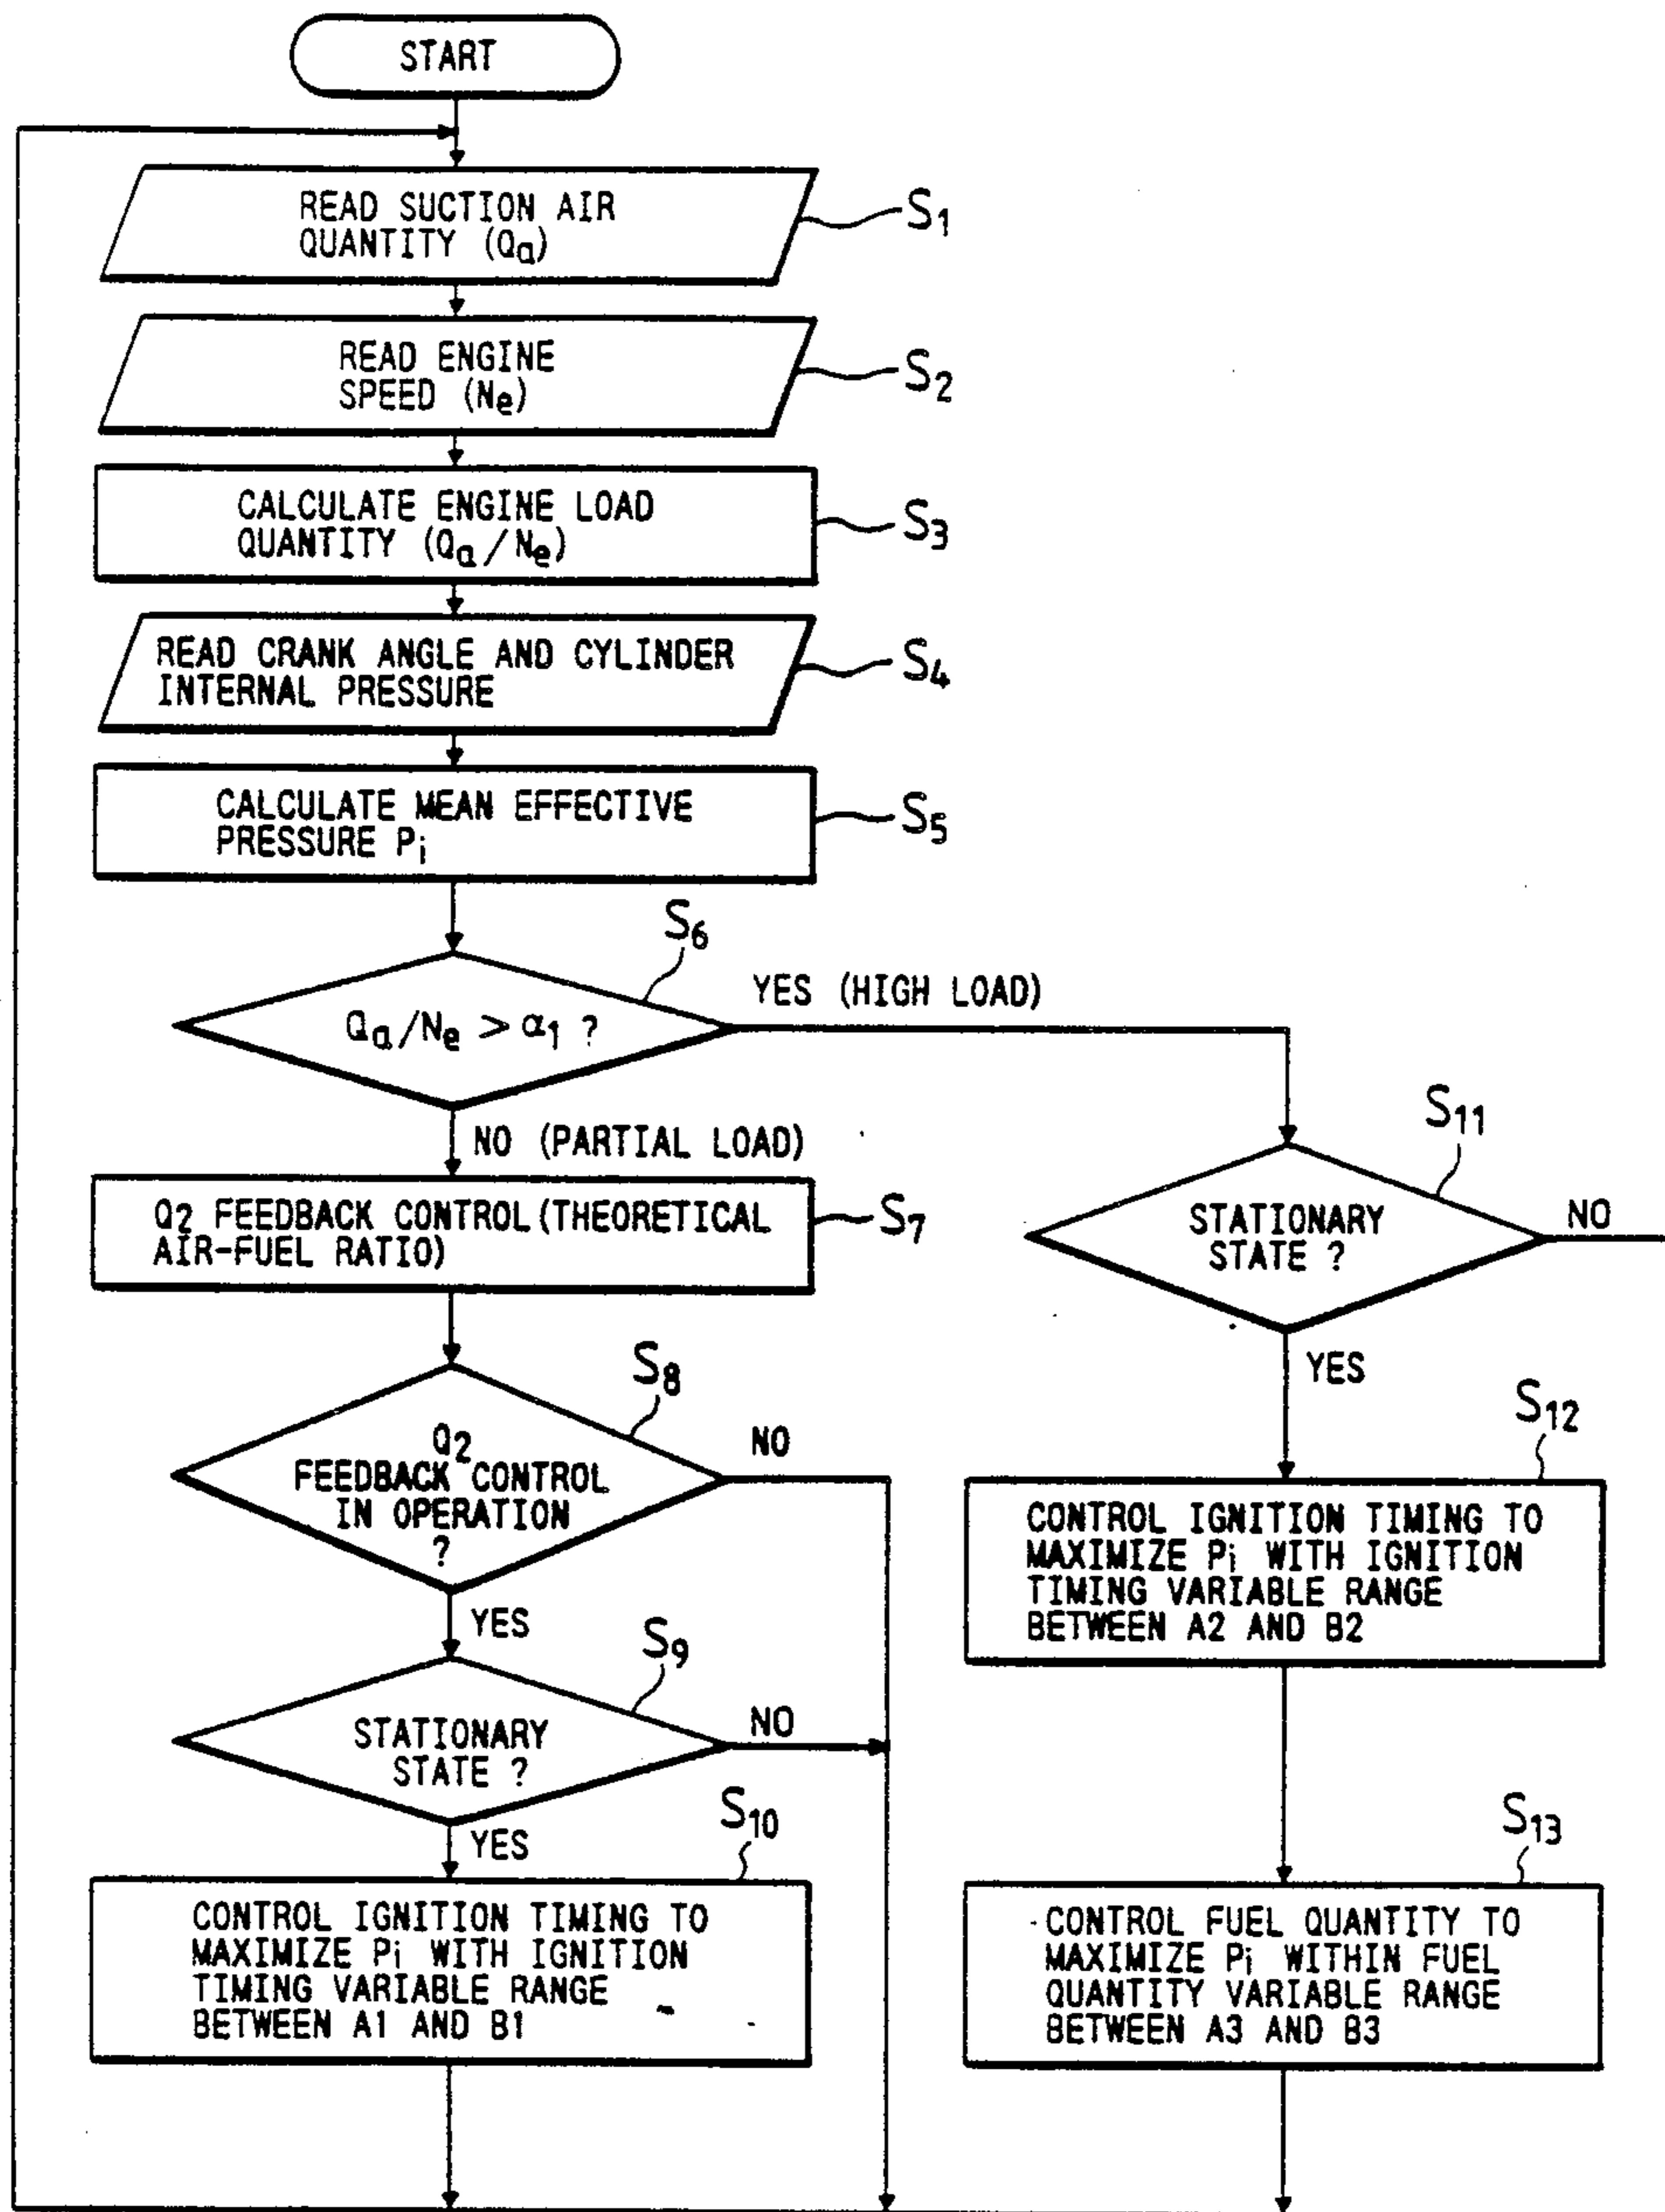 START
READ SUCTION AIR
QUANTITY (Qa)
S1
READ ENGINE
SPEED (Ne)
S2
CALCULATE ENGINE LOAD
QUANTITY (Qa/Ne)
S3
READ CRANK ANGLE AND CYLINDER
INTERNAL PRESSURE
S4
CALCULATE MEAN EFFECTIVE
PRESSURE Pi
S5
S6
Qa/Ne > α1 ?
YES (HIGH LOAD)
NO (PARTIAL LOAD)
Q2 FEEDBACK CONTROL (THEORETICAL
AIR-FUEL RATIO)
S7
S8
Q2
FEEDBACK CONTROL
IN OPERATION
?
NO
YES
S9
STATIONARY
STATE ?
NO
YES
S10
CONTROL IGNITION TIMING TO
MAXIMIZE Pi WITH IGNITION
TIMING VARIABLE RANGE
BETWEEN A1 AND B1
S11
STATIONARY
STATE ?
NO
YES
S12
CONTROL IGNITION TIMING TO
MAXIMIZE Pi WITH IGNITION
TIMING VARIABLE RANGE
BETWEEN A2 AND B2
S13
CONTROL FUEL QUANTITY TO
MAXIMIZE Pi WITHIN FUEL
QUANTITY VARIABLE RANGE
BETWEEN A3 AND B3